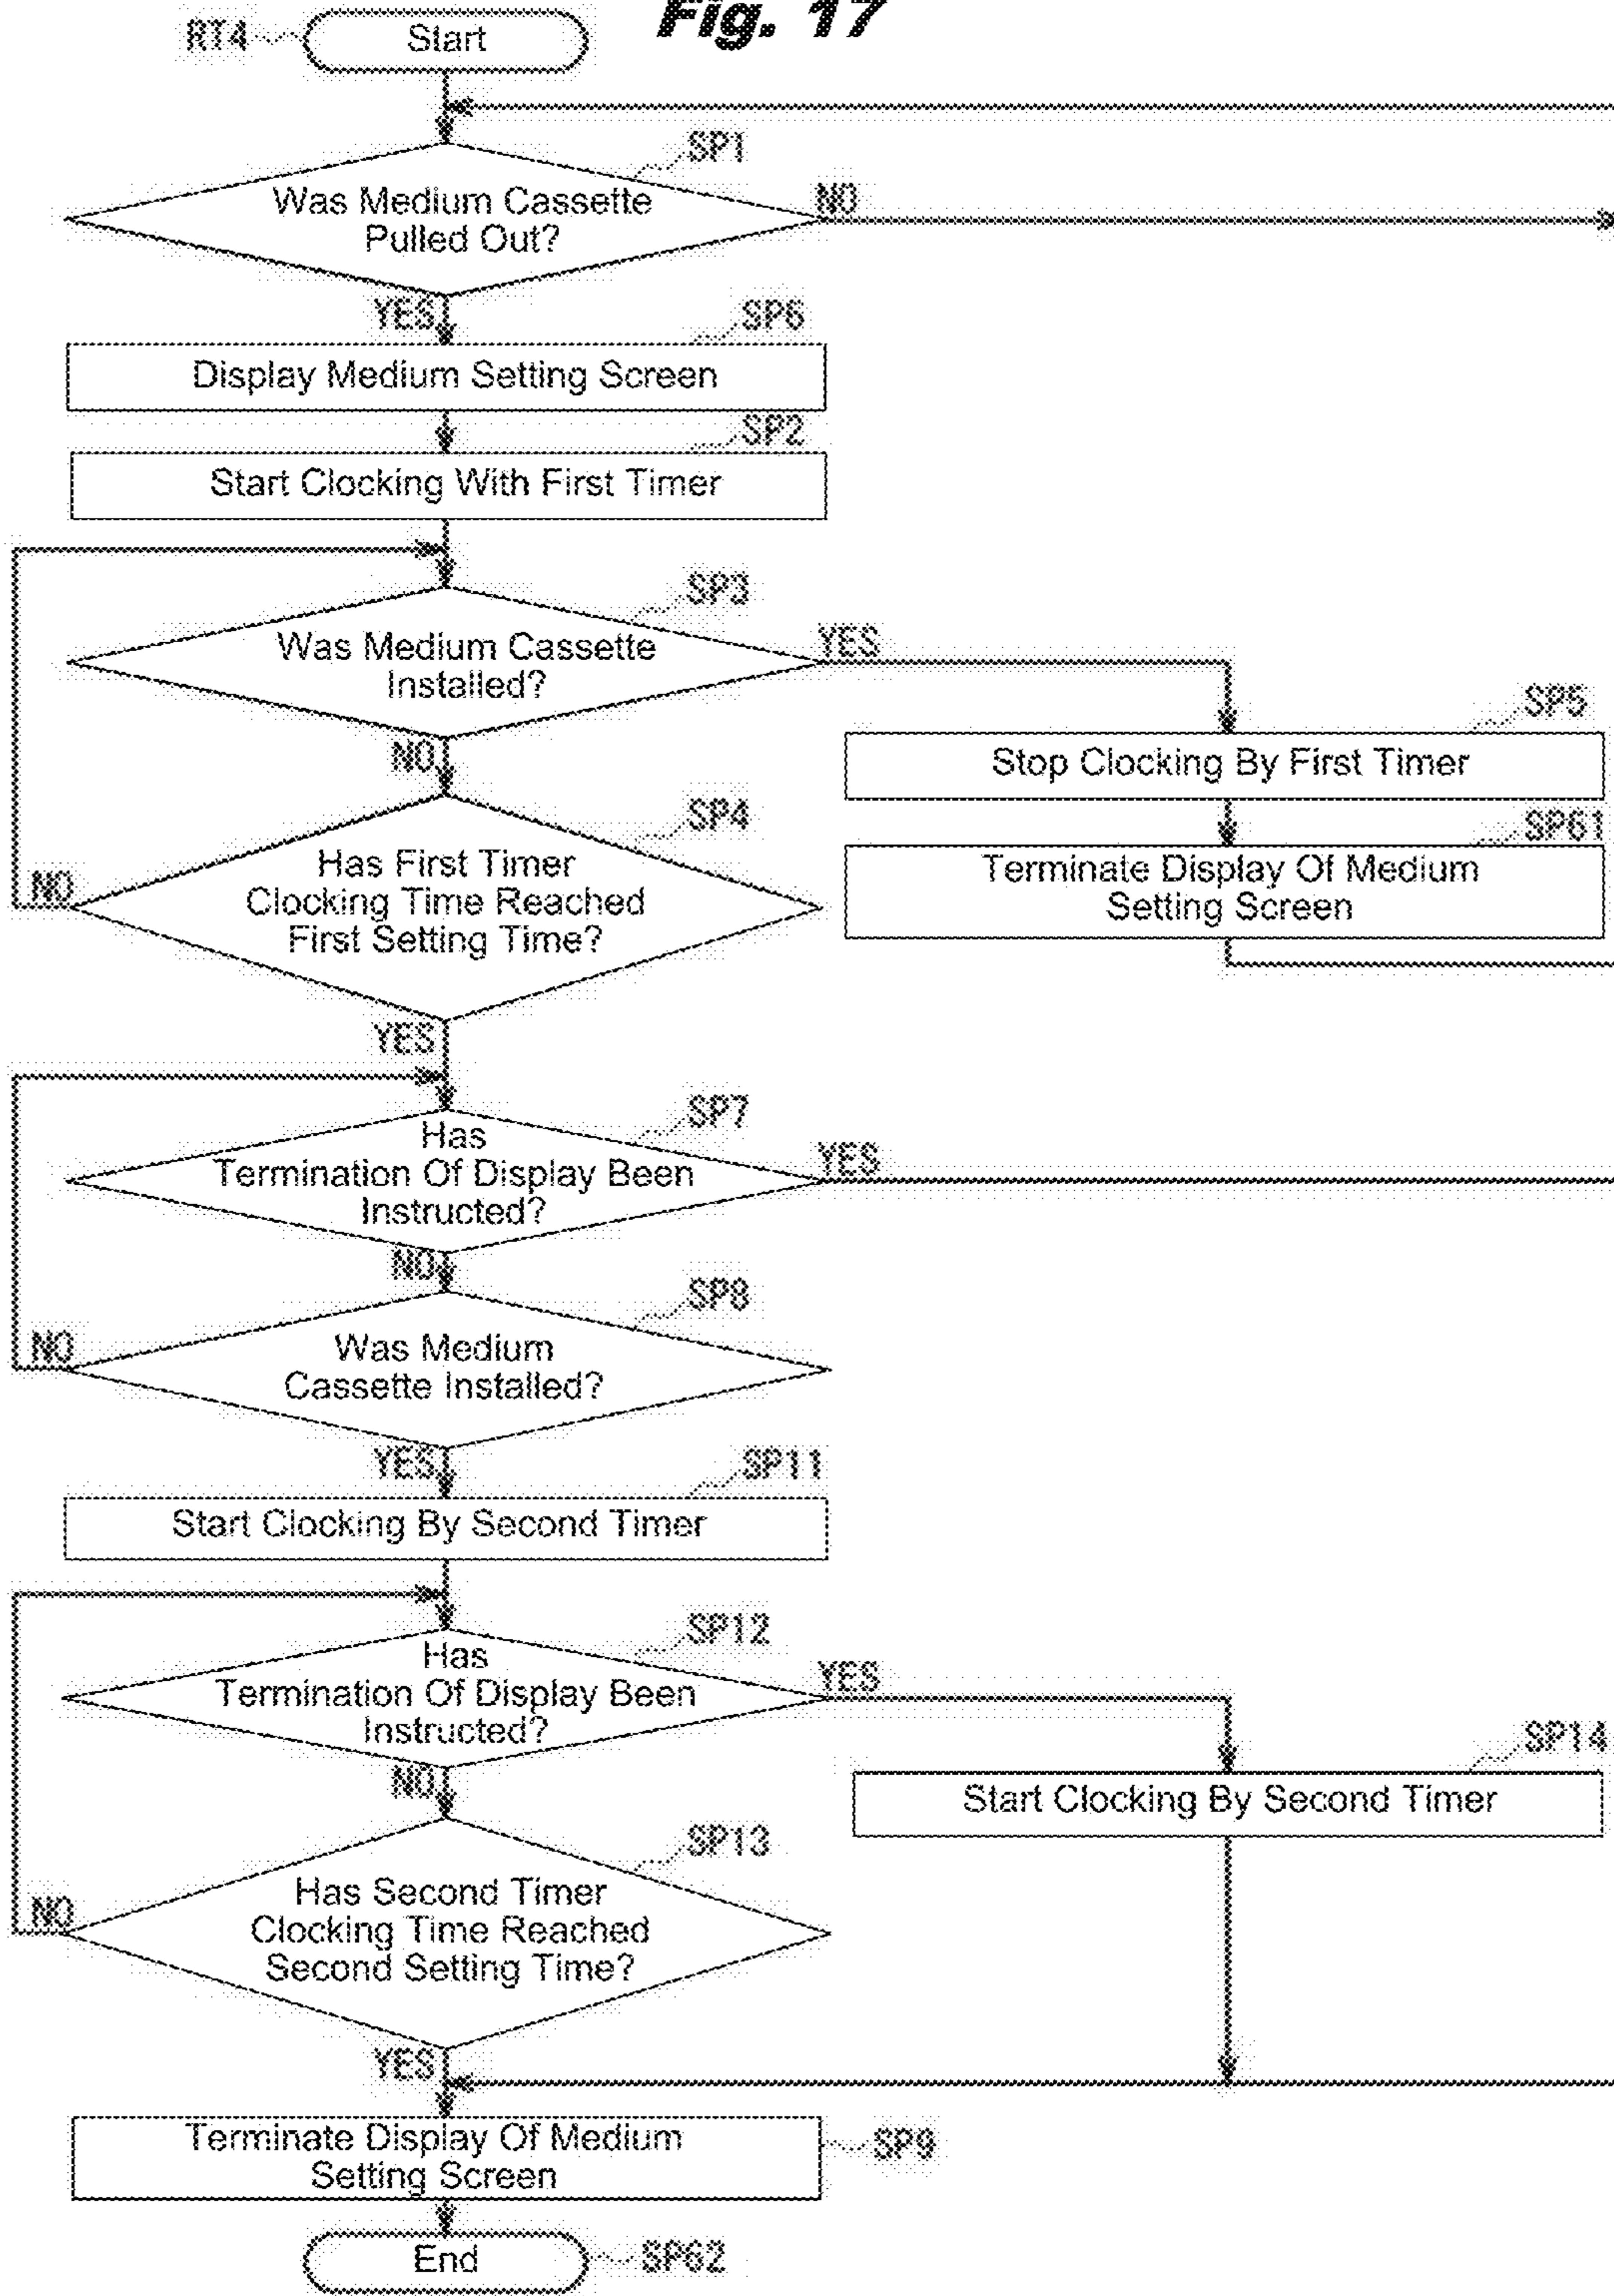 Fig. 17
RT4
Start
SP1
Was Medium Cassette
Pulled Out?
NO
YES
SP6
Display Medium Setting Screen
SP2
Start Clocking With First Timer
SP3
Was Medium Cassette
Installed?
YES
NO
SP5
Stop Clocking By First Timer
SP61
Terminate Display Of Medium
Setting Screen
SP4
Has First Timer
Clocking Time Reached
First Setting Time?
NO
YES
SP7
Has
Termination Of Display Been
Instructed?
YES
NO
SP8
Was Medium
Cassette Installed?
NO
YES
SP11
Start Clocking By Second Timer
SP12
Has
Termination Of Display Been
Instructed?
YES
NO
SP14
Start Clocking By Second Timer
SP13
Has Second Timer
Clocking Time Reached
Second Setting Time?
NO
YES
Terminate Display Of Medium
Setting Screen
SP9
End
SP62